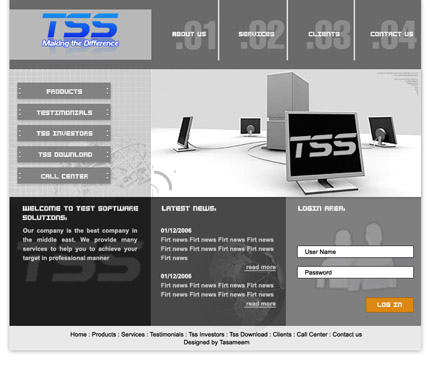 TSS
Making the Difference
.01 .02 .03 .04
ABOUT US SERVICES CLIENTS CONTACT US
PRODUCTS
TESTIMONIALS
TSS INVESTORS
TSS DOWNLOAD
CALL CENTER
TSS
WELCOME TO TEST SOFTWARE
SOLUTIONS:
Our company is the best company in
the middle east. We provide many
services to help you to achieve your
target in professional manner
TSS
LATEST NEWS:
01/12/2006
Firt news Firt news Firt news Firt news
Firt news Firt news Firt news Firt news
Firt news
read more
01/12/2006
Firt news Firt news Firt news Firt news
Firt news Firt news Firt news Firt news
Firt news
read more
LOGIN AREA:
User Name
Password
LOG IN
Home : Products : Services : Testimonials : Tss Investors : Tss Download : Clients : Call Center : Contact us
Designed by Tasameem